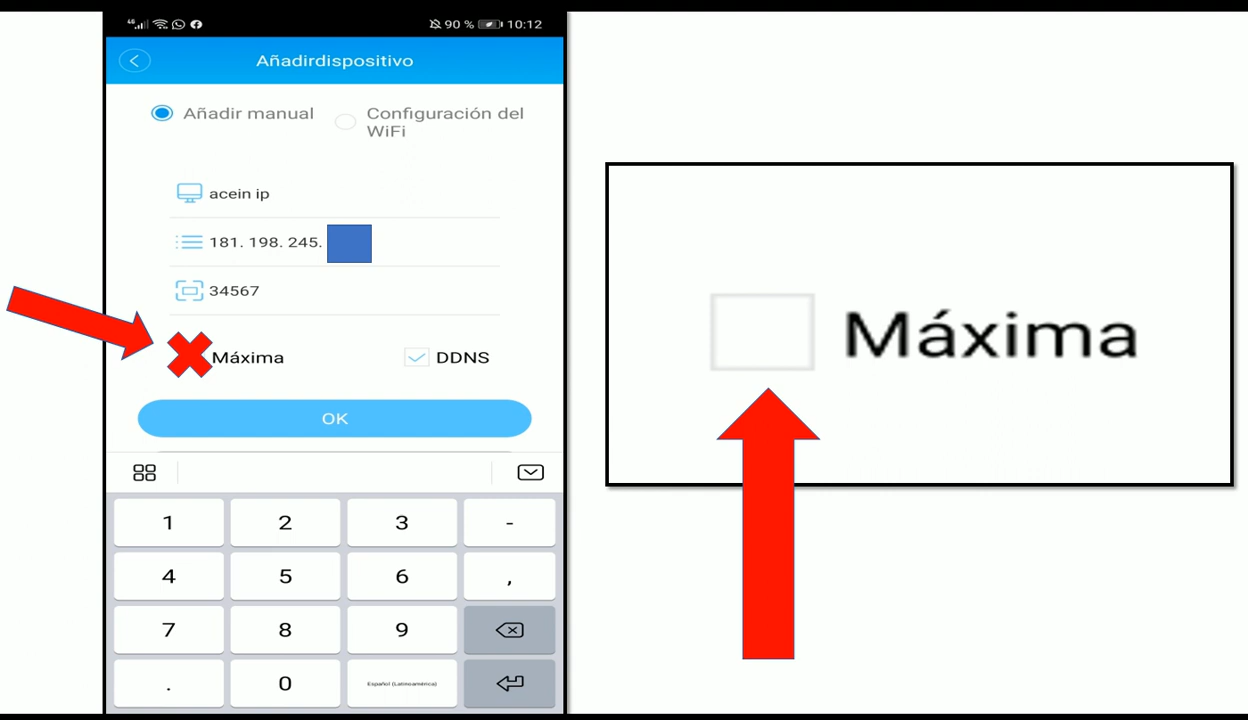 4G 90 % 10:12
Añadirdispositivo
Añadir manual
Configuración del
WiFi
acein ip
181. 198. 245.
34567
Máxima DDNS
OK
1 2 3 -
4 5 6 ,
7 8 9
. 0 Español (Latinoamérica)
Máxima